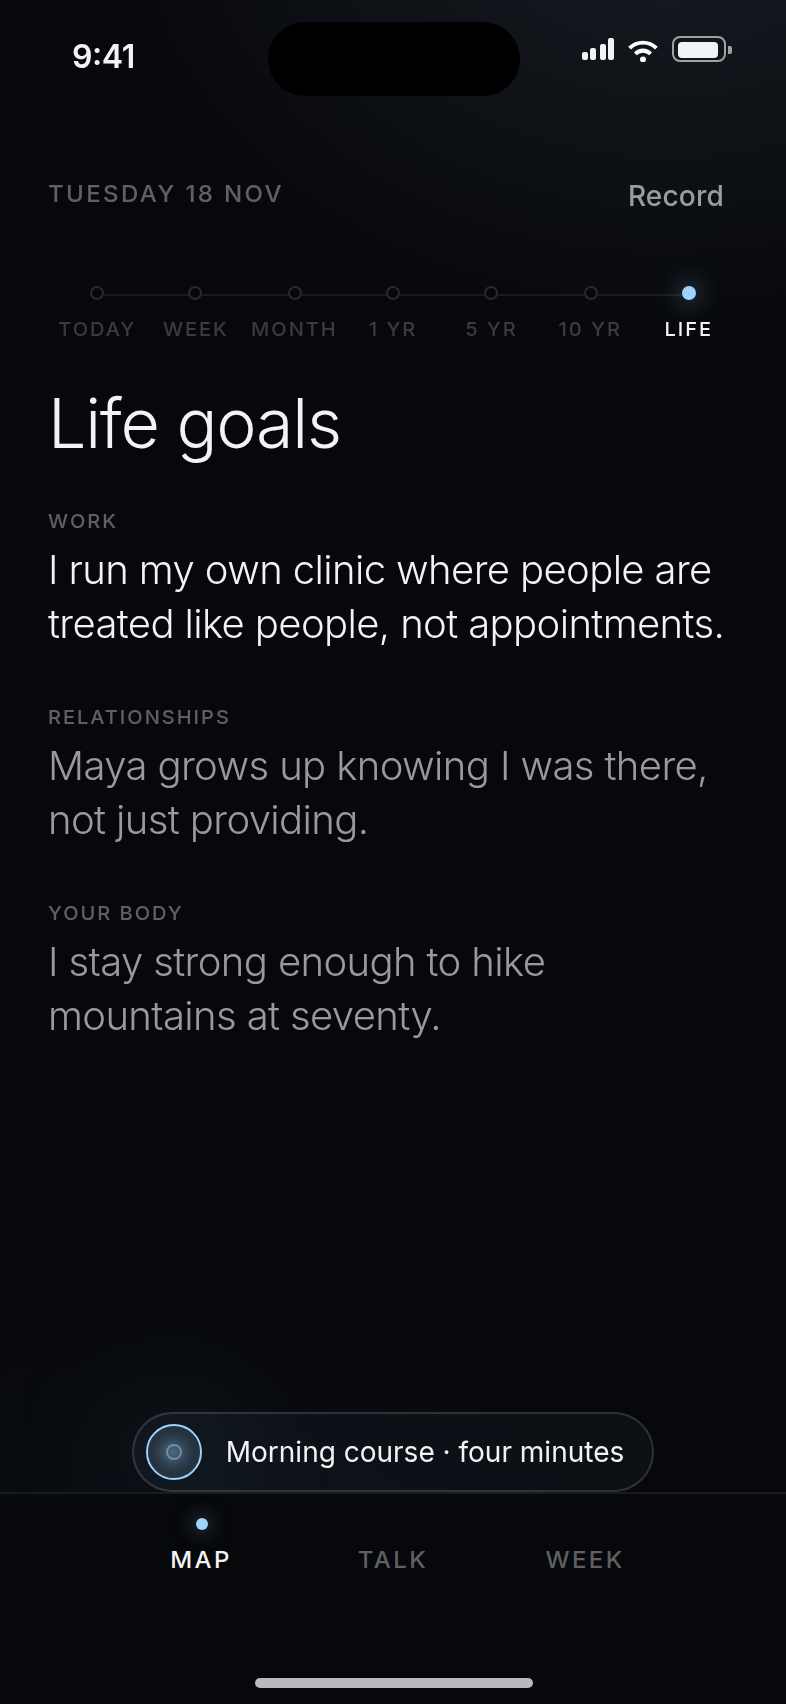 9:41
TUESDAY 18 NOV
Record
TODAY WEEK MONTH 1 YR 5 YR 10 YR LIFE
Life goals
WORK
I run my own clinic where people are
treated like people, not appointments.
RELATIONSHIPS
Maya grows up knowing I was there,
not just providing.
YOUR BODY
I stay strong enough to hike
mountains at seventy.
Morning course · four minutes
MAP TALK WEEK